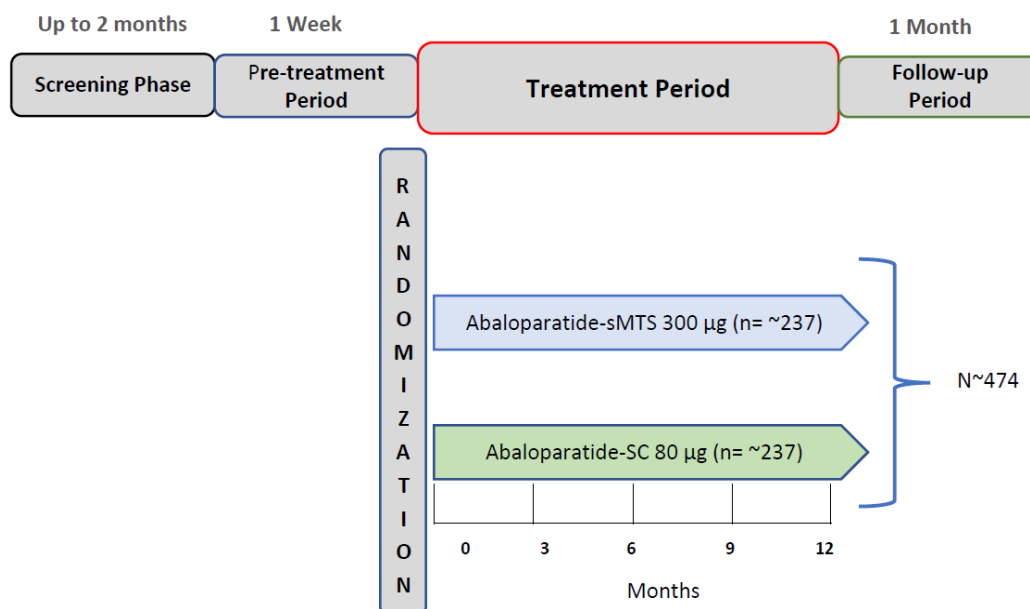 Up to 2 months
1 Week
1 Month
Screening Phase
Pre-treatment
Period
Treatment Period
Follow-up
Period
R
A
N
D
O
M
I
Z
A
T
I
O
N
Abaloparatide-sMTS 300 µg (n= ~237)
N~474
Abaloparatide-SC 80 µg (n= ~237)
0 3 6 9 12
Months